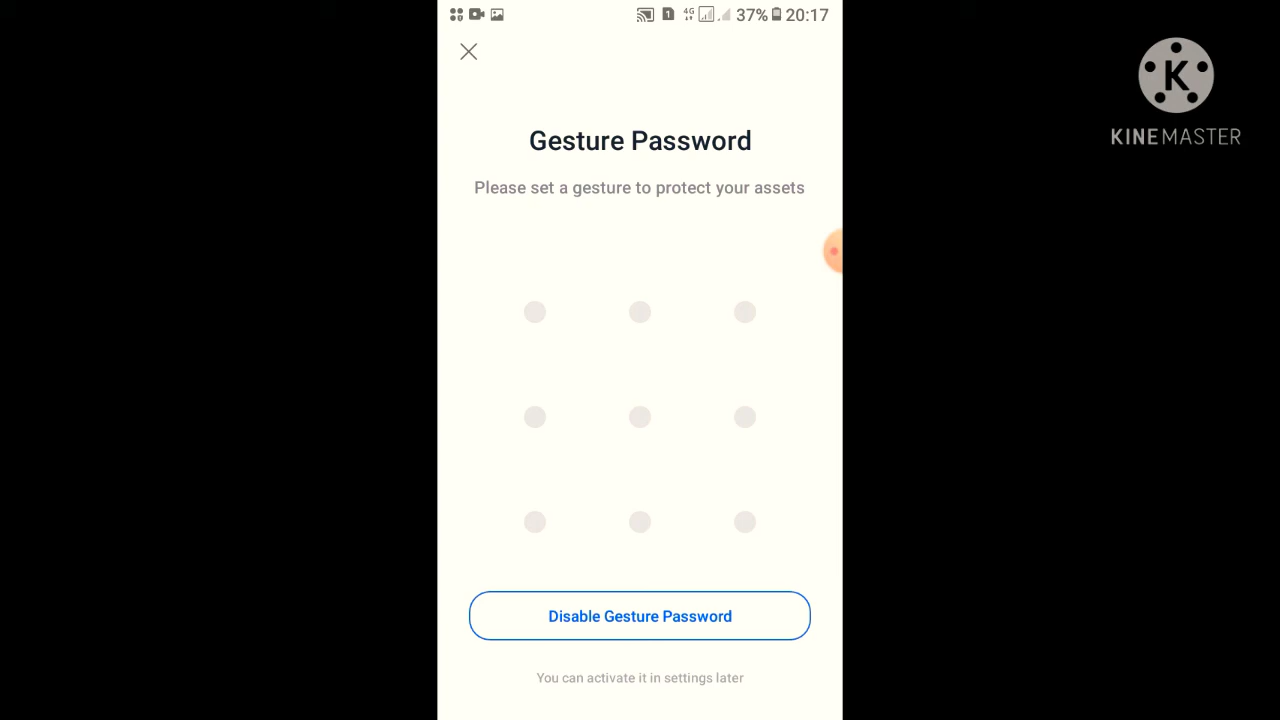 4G 37% 20:17
K
KINEMASTER
Gesture Password
Please set a gesture to protect your assets
Disable Gesture Password
You can activate it in settings later